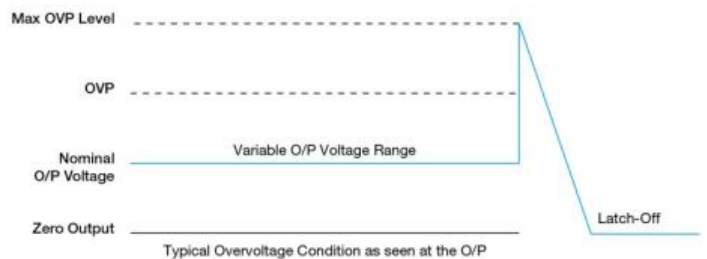 Max OVP Level
OVP
Variable O/P Voltage Range
Nominal
O/P Voltage
Latch-Off
Zero Output
Typical Overvoltage Condition as seen at the O/P